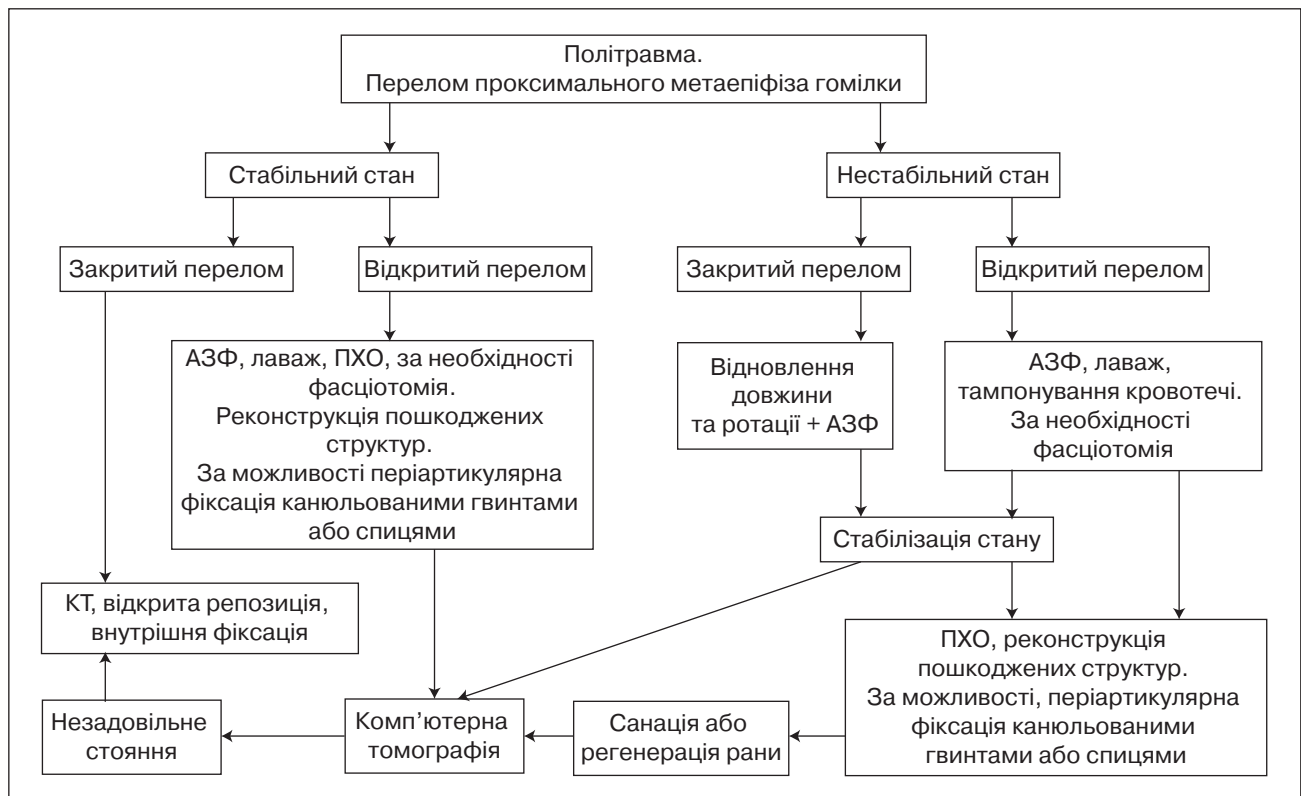 Політравма.
Перелом проксимального метаепіфіза гомілки
Стабільний стан
Нестабільний стан
Закритий перелом
Відкритий перелом
Закритий перелом
Відкритий перелом
АЗФ, лаваж, ПХО, за необхідності
фасціотомія.
Реконструкція пошкоджених
структур.
За можливості періартикулярна
фіксація канюльованими гвинтами
або спицями
Відновлення
довжини
та ротації + АЗФ
АЗФ, лаваж,
тампонування кровотечі.
За необхідності
фасціотомія
Стабілізація стану
КТ, відкрита репозиція,
внутрішня фіксація
ПХО, реконструкція
пошкоджених структур.
За можливості, періартикулярна
фіксація канюльованими
гвинтами або спицями
Незадовільне
стояння
Комп’ютерна
томографія
Санація або
регенерація рани